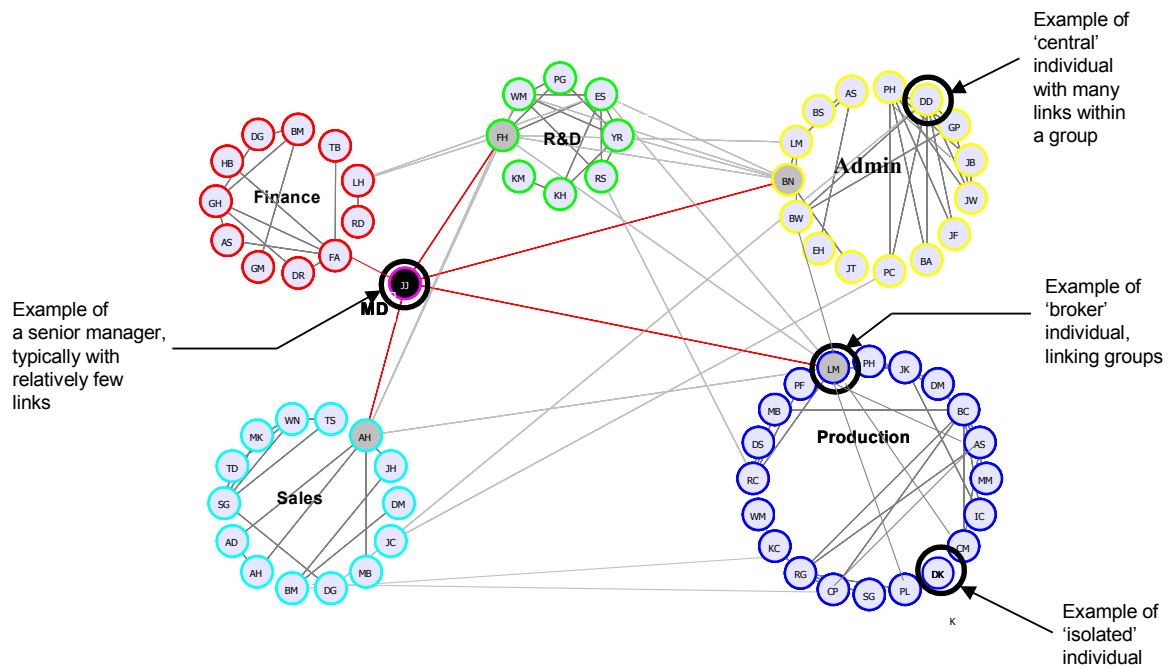 Example of
‘central’
individual
with many
links within
a group
Example of
‘broker’
individual,
linking groups
Example of
‘isolated’
individual
Example of
a senior manager,
typically with
relatively few
links
Finance
BM
TB
LH
RD
FA
DR
GM
AS
GH
HB
DG
R&D
PG
ES
YR
RS
KH
KM
FH
WM
Admin
PH
DD
GP
JB
JW
JF
BA
PC
JT
EH
BW
BN
LM
BS
AS
JJ
MD
Sales
WN
TS
AH
JH
DM
JC
MB
DG
BM
AH
AD
SG
TD
MK
Production
LM
PH
JK
DM
BC
AS
MM
IC
CM
DK
K
PL
SG
CP
RG
KC
WM
RC
DS
MB
PF